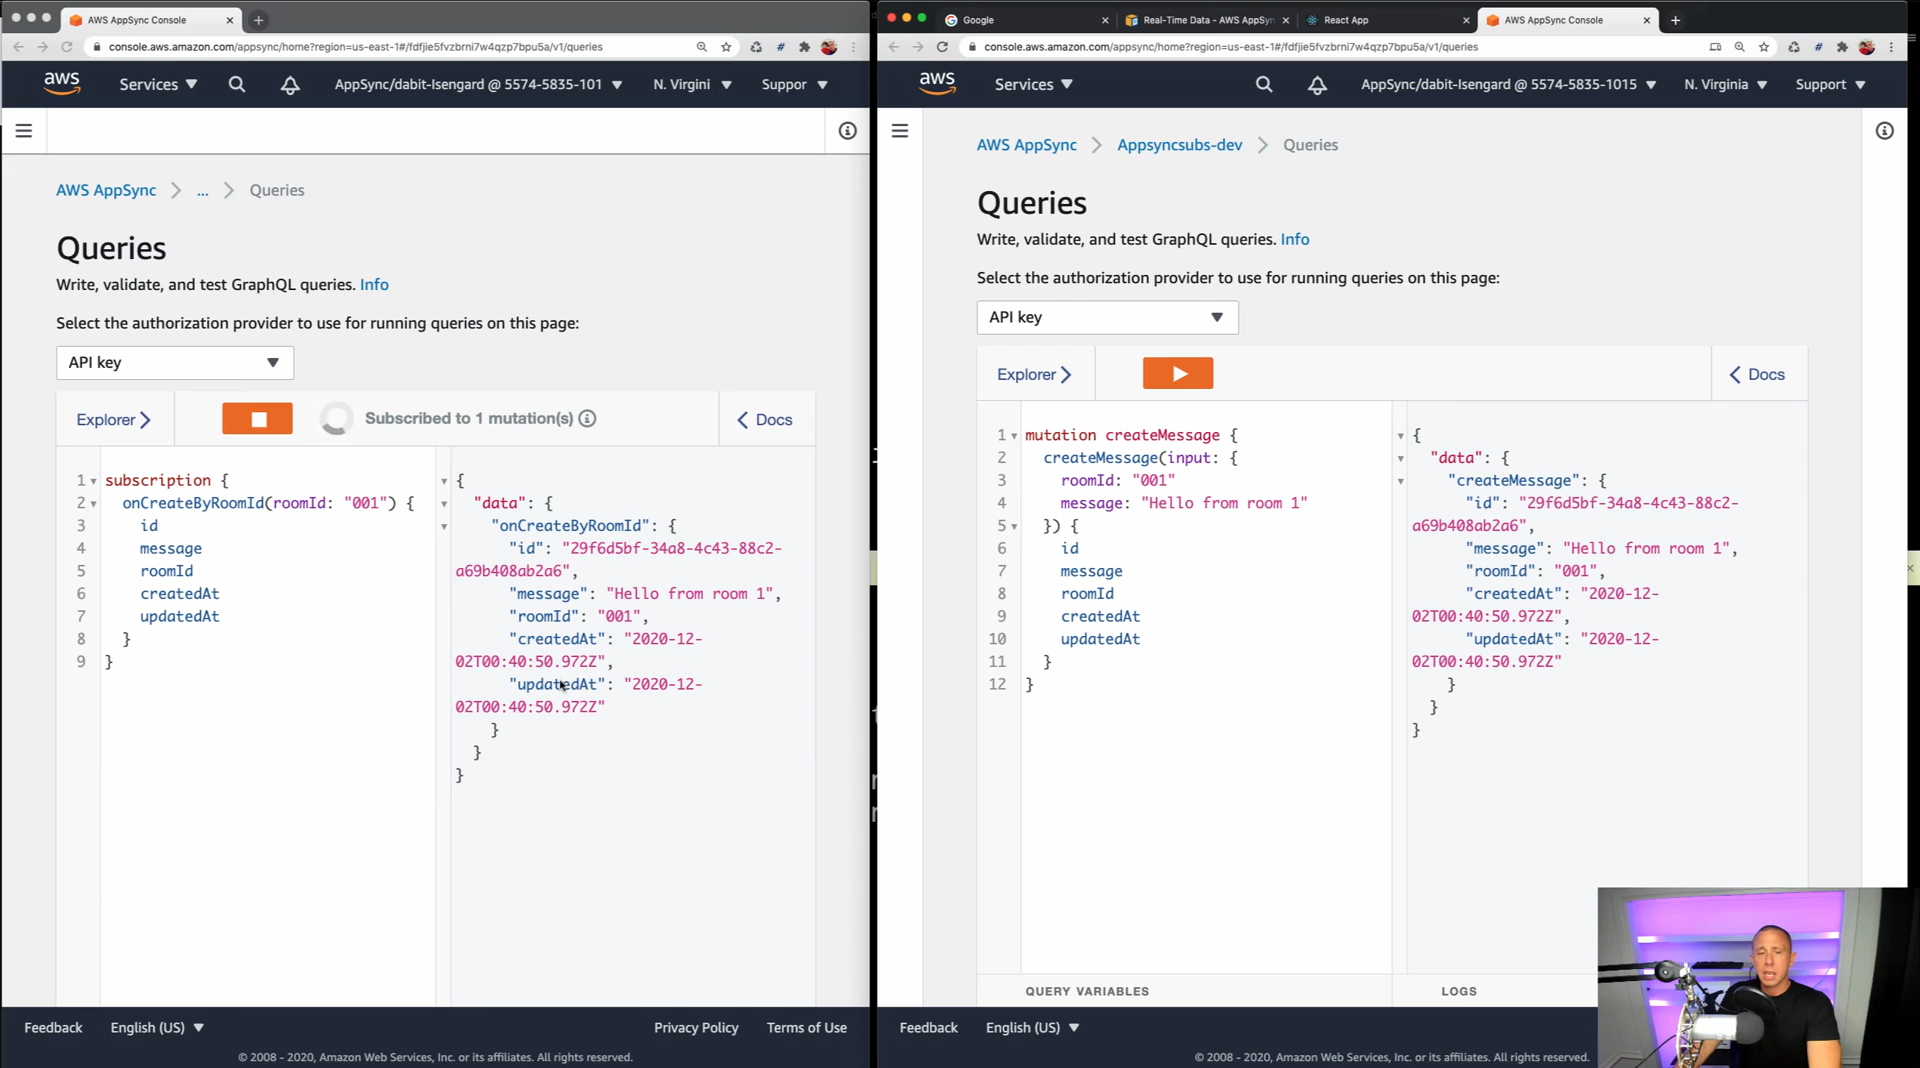 AWS AppSync Console
console.aws.amazon.com/appsync/home?region=us-east-1#/fdfjie5fvzbrni7w4qzp7bpu5a/v1/queries
aws
Services
AppSync/dabit-Isengard @ 5574-5835-101
N. Virgini
Suppor
AWS AppSync
...
Queries
Queries
Write, validate, and test GraphQL queries. Info
Select the authorization provider to use for running queries on this page:
API key
Explorer
Subscribed to 1 mutation(s)
Docs
1 subscription {
2 onCreateByRoomId(roomId: "001") {
3 id
4 message
5 roomId
6 createdAt
7 updatedAt
8 }
9 }
{
"data": {
"onCreateByRoomId": {
"id": "29f6d5bf-34a8-4c43-88c2-
a69b408ab2a6",
"message": "Hello from room 1",
"roomId": "001",
"createdAt": "2020-12-
02T00:40:50.972Z",
"updatedAt": "2020-12-
02T00:40:50.972Z"
}
}
}
Feedback
English (US)
Privacy Policy
Terms of Use
© 2008 - 2020, Amazon Web Services, Inc. or its affiliates. All rights reserved.
Google
Real-Time Data - AWS AppSyn
React App
AWS AppSync Console
console.aws.amazon.com/appsync/home?region=us-east-1#/fdfjie5fvzbrni7w4qzp7bpu5a/v1/queries
aws
Services
AppSync/dabit-Isengard @ 5574-5835-1015
N. Virginia
Support
AWS AppSync
Appsyncsubs-dev
Queries
Queries
Write, validate, and test GraphQL queries. Info
Select the authorization provider to use for running queries on this page:
API key
Explorer
Docs
1 mutation createMessage {
2 createMessage(input: {
3 roomId: "001"
4 message: "Hello from room 1"
5 }) {
6 id
7 message
8 roomId
9 createdAt
10 updatedAt
11 }
12 }
{
"data": {
"createMessage": {
"id": "29f6d5bf-34a8-4c43-88c2-
a69b408ab2a6",
"message": "Hello from room 1",
"roomId": "001",
"createdAt": "2020-12-
02T00:40:50.972Z",
"updatedAt": "2020-12-
02T00:40:50.972Z"
}
}
}
QUERY VARIABLES
LOGS
Feedback
English (US)
© 2008 - 2020, Amazon Web Services, Inc. or its affiliates. All rights reserved.